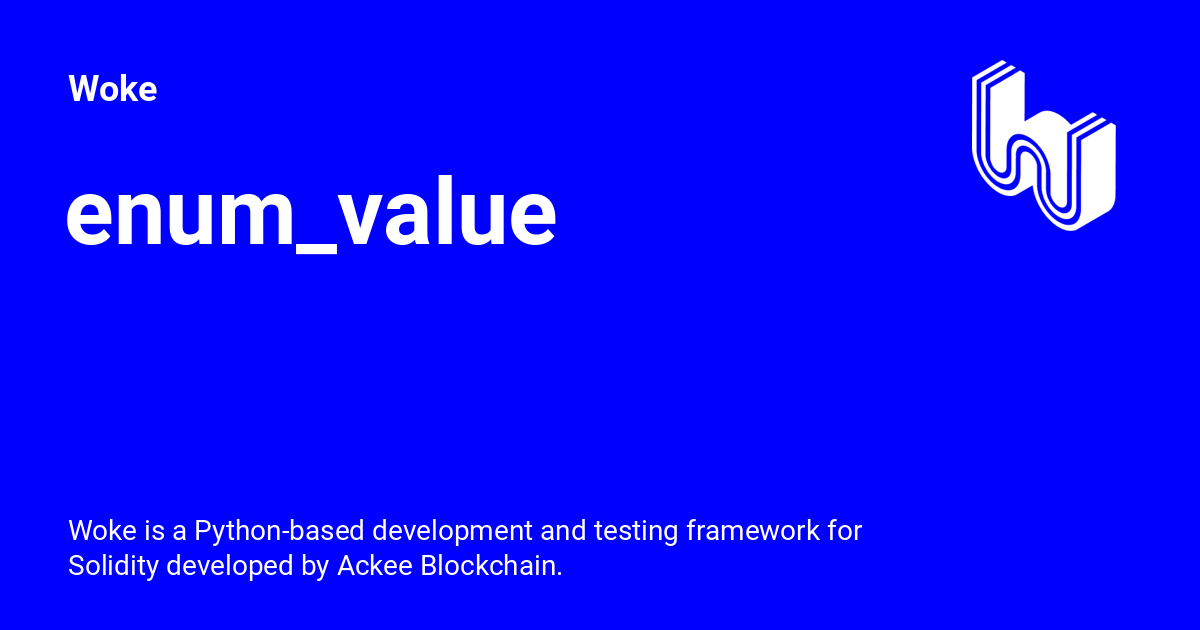 Woke
enum_value
Woke is a Python-based development and testing framework for
Solidity developed by Ackee Blockchain.